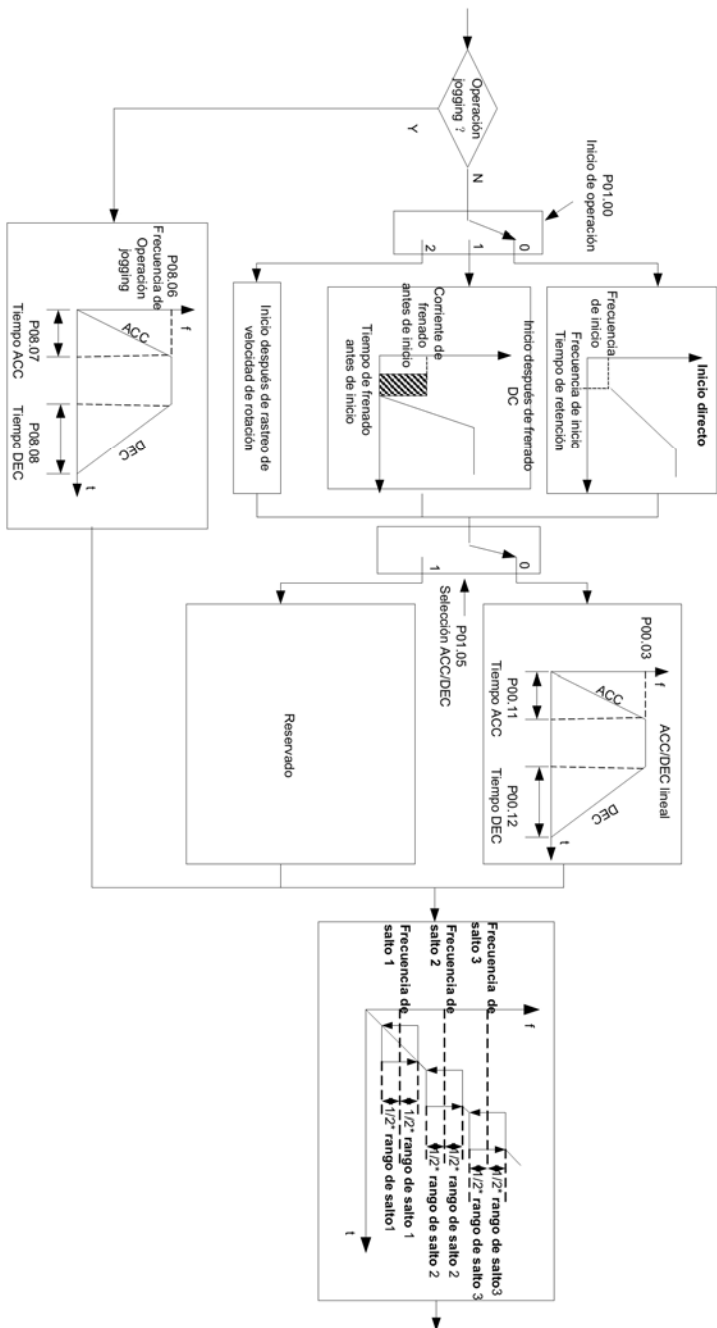 Operación
jogging ?
Y
N
P01.00
Inicio de operación
0
1
2
Inicio directo
Frecuencia
de inicio
Frecuencia de inicic
Tiempo de retención
Inicio después de frenado
DC
Corriente de
frenado
antes de inicio
Tiempo de frenado
antes de inicio
Inicio después de rastreo de
velocidad de rotación
P08.06
Frecuencia de
Operación
jogging
f
ACC
DEC
t
P08.07
Tiempo ACC
P08.08
Tiempc DEC
0
1
P01.05
Selección ACC/DEC
ACC/DEC lineal
P00.03
f
ACC
DEC
t
P00.11
Tiempo ACC
P00.12
Tiempo DEC
Reservado
f
Frecuencia de
salto 3
Frecuencia de
salto 2
Frecuencia de
salto 1
1/2* rango de salto3
1/2* rango de salto 3
1/2* rango de salto 2
1/2* rango de salto 2
1/2* rango de salto 1
1/2* rango de salto1
t